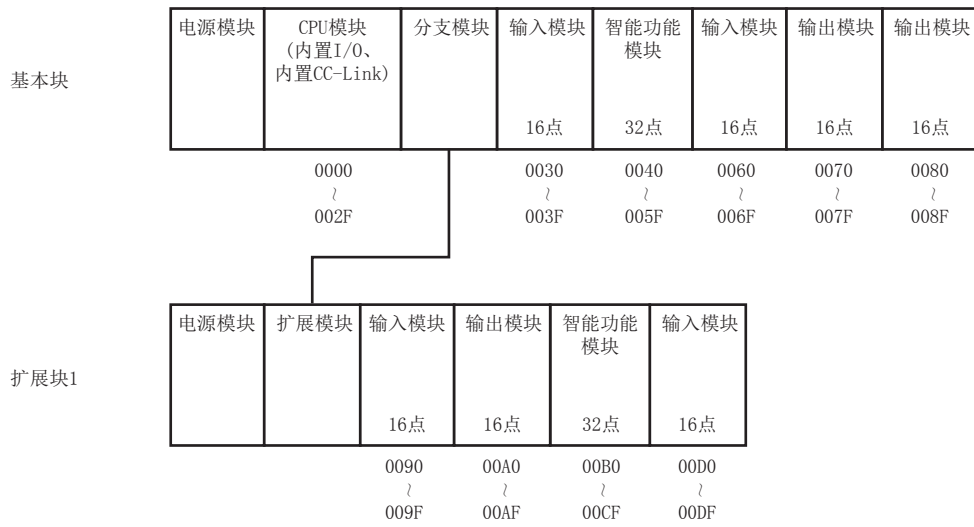 电源模块 CPU模块 分支模块 输入模块 智能功能 输入模块 输出模块 输出模块
(内置I/O、 模块
内置CC-Link)
基本块
16点 32点 16点 16点 16点
0000 0030 0040 0060 0070 0080
~ ~ ~ ~ ~ ~
002F 003F 005F 006F 007F 008F
电源模块 扩展模块 输入模块 输出模块 智能功能 输入模块
模块
扩展块1
16点 16点 32点 16点
0090 00A0 00B0 00D0
~ ~ ~ ~
009F 00AF 00CF 00DF